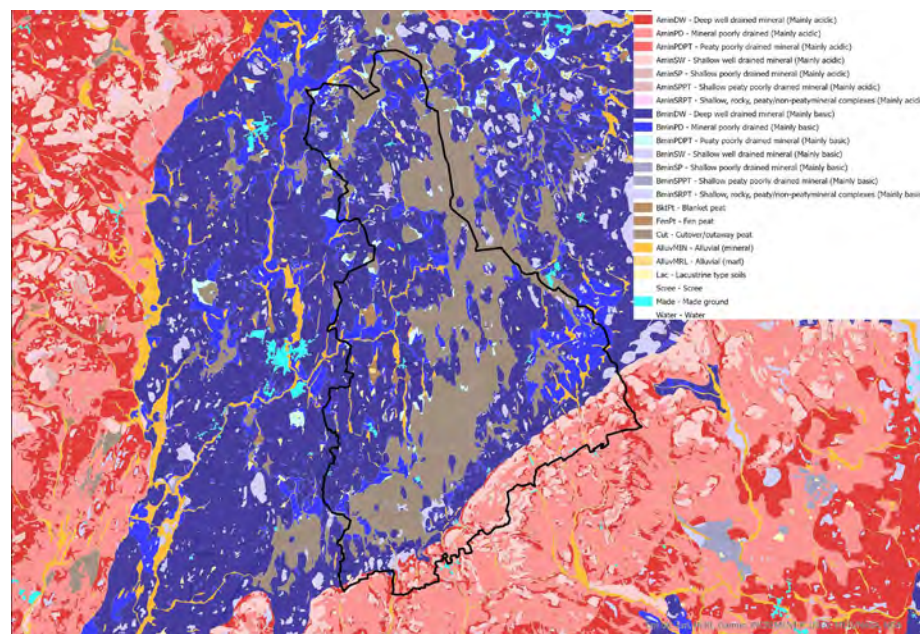 AminDW - Deep well drained mineral (Mainly acidic)
AminPD - Mineral poorly drained (Mainly acidic)
AminPDPT - Peaty poorly drained mineral (Mainly acidic)
AminSW - Shallow well drained mineral (Mainly acidic)
AminSP - Shallow poorly drained mineral (Mainly acidic)
AminSPPT - Shallow peaty poorly drained mineral (Mainly acidic)
AminSRPT - Shallow, rocky, peaty/non-peatymineral complexes (Mainly acid
BminDW - Deep well drained mineral (Mainly basic)
BminPD - Mineral poorly drained (Mainly basic)
BminPDPT - Peaty poorly drained mineral (Mainly basic)
BminSW - Shallow well drained mineral (Mainly basic)
BminSP - Shallow poorly drained mineral (Mainly basic)
BminSPPT - Shallow peaty poorly drained mineral (Mainly basic)
BminSRPT - Shallow, rocky, peaty/non-peatymineral complexes (Mainly basi
BktPt - Blanket peat
FenPt - Fen peat
Cut - Cutover/cutaway peat
AlluvMIN - Alluvial (mineral)
AlluvMRL - Alluvial (marl)
Lac - Lacustrine type soils
Scree - Scree
Made - Made ground
Water - Water